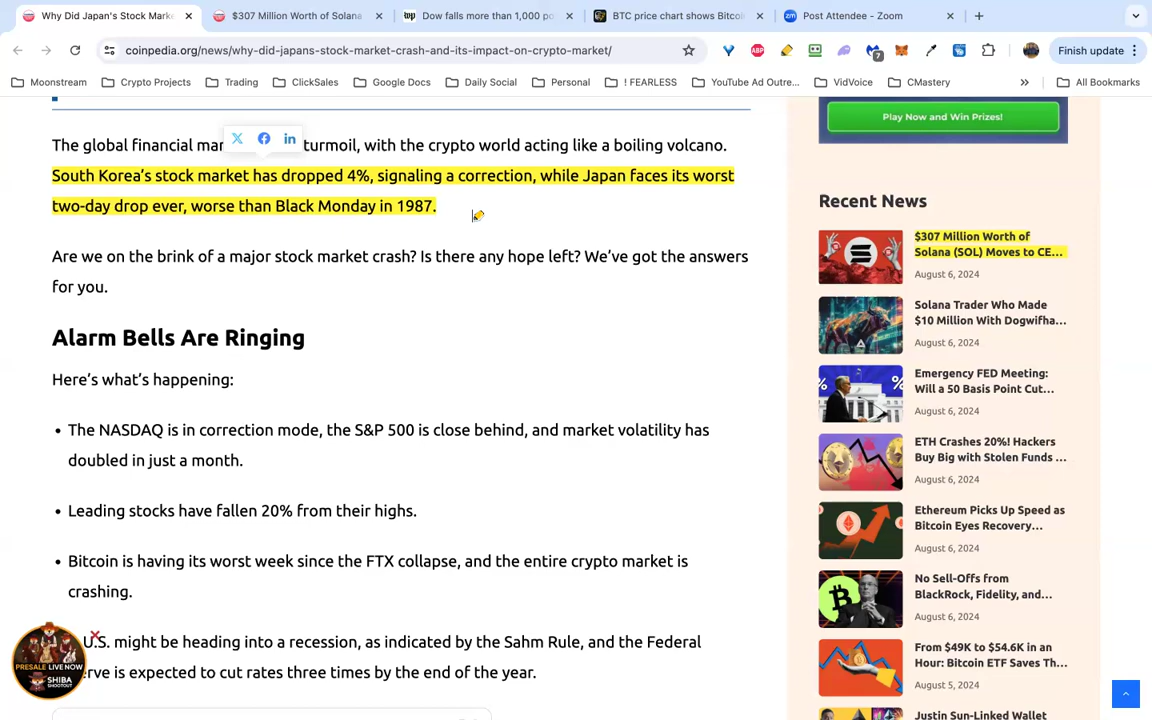 Why Did Japan's Stock Marke
$307 Million Worth of Solana
Dow falls more than 1,000 po
BTC price chart shows Bitcoi
Post Attendee - Zoom
coinpedia.org/news/why-did-japans-stock-market-crash-and-its-impact-on-crypto-market/
ABP
7
Finish update
Moonstream
Crypto Projects
Trading
ClickSales
Google Docs
Daily Social
Personal
! FEARLESS
YouTube Ad Outre...
VidVoice
CMastery
All Bookmarks
The global financial mar turmoil, with the crypto world acting like a boiling volcano.
South Korea's stock market has dropped 4%, signaling a correction, while Japan faces its worst
two-day drop ever, worse than Black Monday in 1987.
Are we on the brink of a major stock market crash? Is there any hope left? We've got the answers
for you.
Alarm Bells Are Ringing
Here's what's happening:
• The NASDAQ is in correction mode, the S&P 500 is close behind, and market volatility has
doubled in just a month.
• Leading stocks have fallen 20% from their highs.
• Bitcoin is having its worst week since the FTX collapse, and the entire crypto market is
crashing.
U.S. might be heading into a recession, as indicated by the Sahm Rule, and the Federal
rve is expected to cut rates three times by the end of the year.
PRESALE LIVE NOW
SHIBA
SHOOTOUT
Play Now and Win Prizes!
Recent News
$307 Million Worth of
Solana (SOL) Moves to CE...
August 6, 2024
Solana Trader Who Made
$10 Million With Dogwifha...
August 6, 2024
Emergency FED Meeting:
Will a 50 Basis Point Cut...
August 6, 2024
ETH Crashes 20%! Hackers
Buy Big with Stolen Funds ...
August 6, 2024
Ethereum Picks Up Speed as
Bitcoin Eyes Recovery...
August 6, 2024
No Sell-Offs from
BlackRock, Fidelity, and...
August 6, 2024
From $49K to $54.6K in an
Hour: Bitcoin ETF Saves Th...
August 5, 2024
Justin Sun-Linked Wallet